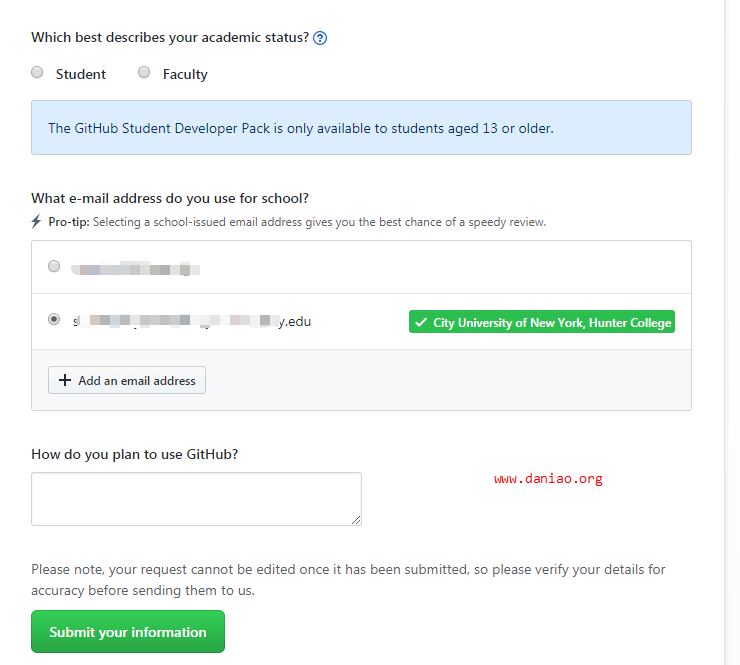 Which best describes your academic status?
Student Faculty
The GitHub Student Developer Pack is only available to students aged 13 or older.
What e-mail address do you use for school?
Pro-tip: Selecting a school-issued email address gives you the best chance of a speedy review.
y.edu City University of New York, Hunter College
Add an email address
How do you plan to use GitHub?
www.daniao.org
Please note, your request cannot be edited once it has been submitted, so please verify your details for
accuracy before sending them to us.
Submit your information